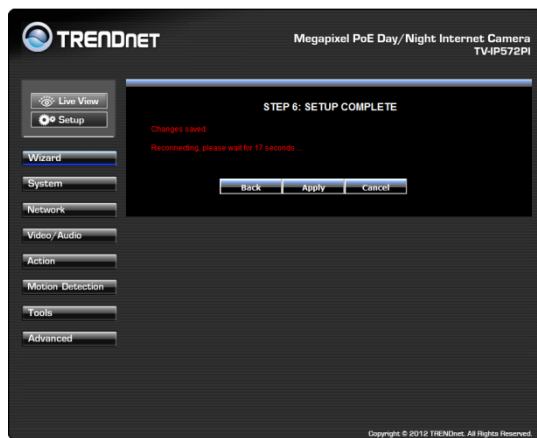 TRENDNET
Megapixel PoE Day/Night Internet Camera
TV-IP572PI
Live View
Setup
Wizard
System
Network
Video/Audio
Action
Motion Detection
Tools
Advanced
STEP 6: SETUP COMPLETE
Changes saved.
Reconnecting, please wait for 17 seconds...
Back Apply Cancel
Copyright © 2012 TRENDnet. All Rights Reserved.